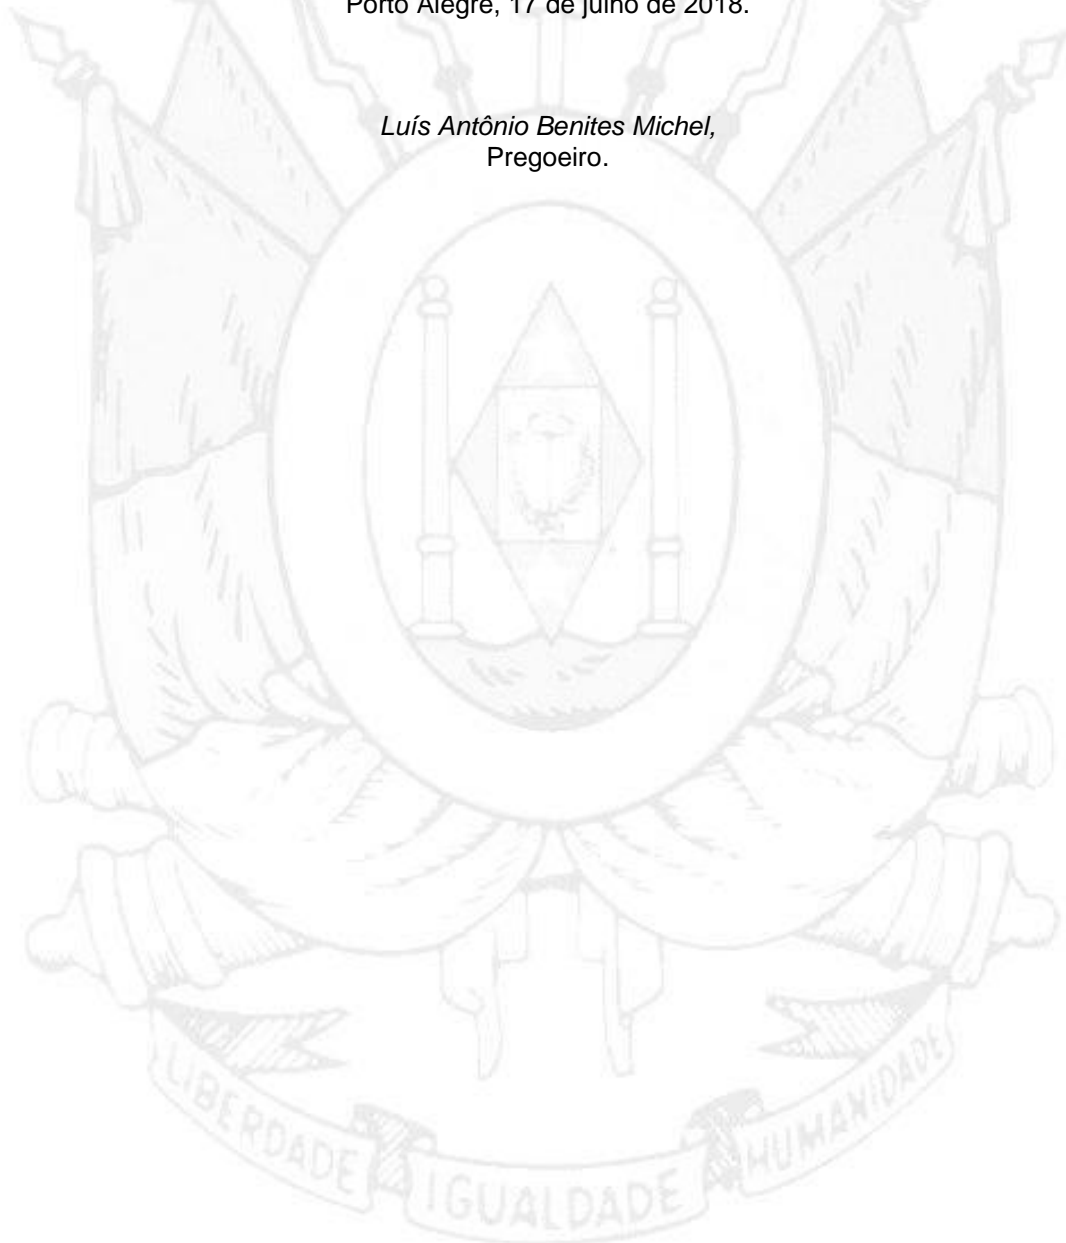 Porto Alegre, 17 de julho de 2018.
Luís Antônio Benites Michel,
Pregoeiro.
LIBERDADE
IGUALDADE
HUMANIDADE